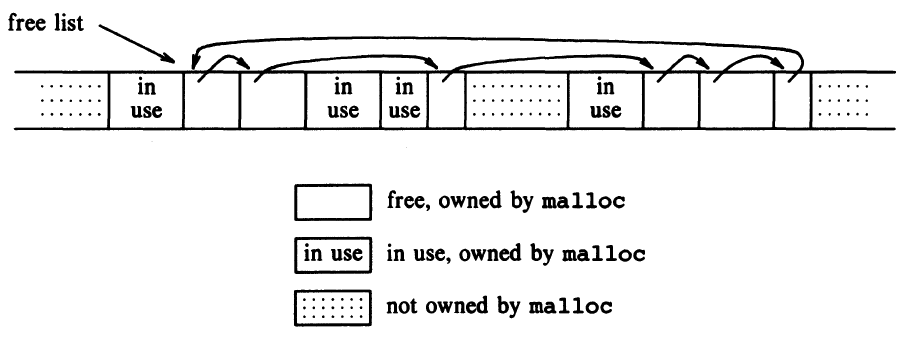 free list
in
use
in
use
in
use
in
use
free, owned by malloc
in use in use, owned by malloc
not owned by malloc